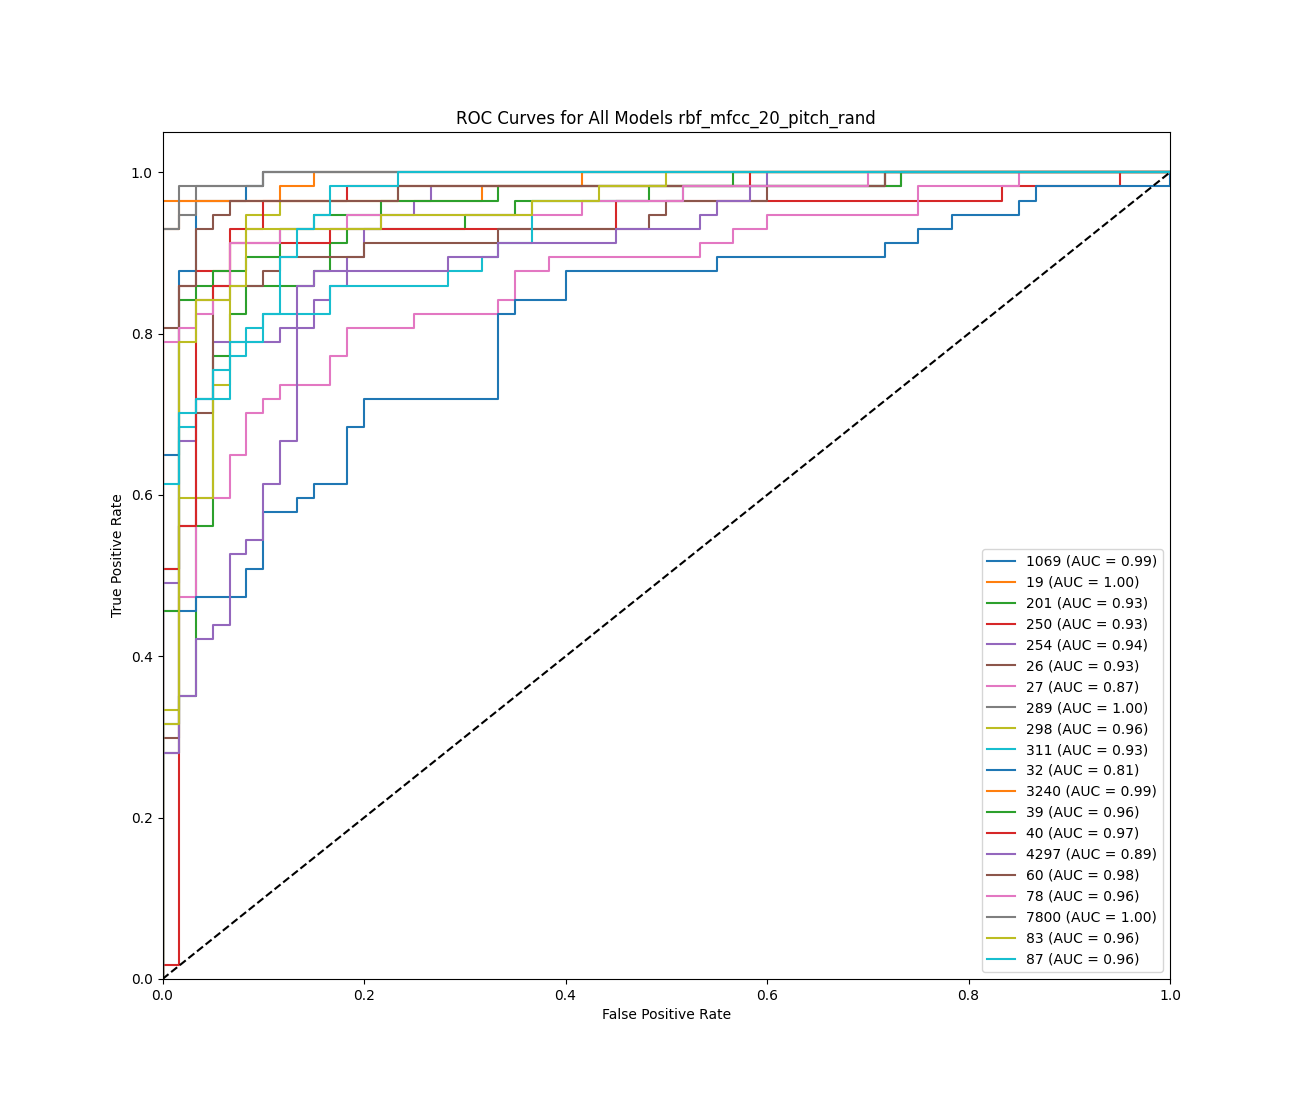 ROC Curves for All Models rbf_mfcc_20_pitch_rand
True Positive Rate
1.0
0.8
0.6
0.4
0.2
0.0
0.0 0.2 0.4 0.6 0.8 1.0
False Positive Rate
1069 (AUC = 0.99)
19 (AUC = 1.00)
201 (AUC = 0.93)
250 (AUC = 0.93)
254 (AUC = 0.94)
26 (AUC = 0.93)
27 (AUC = 0.87)
289 (AUC = 1.00)
298 (AUC = 0.96)
311 (AUC = 0.93)
32 (AUC = 0.81)
3240 (AUC = 0.99)
39 (AUC = 0.96)
40 (AUC = 0.97)
4297 (AUC = 0.89)
60 (AUC = 0.98)
78 (AUC = 0.96)
7800 (AUC = 1.00)
83 (AUC = 0.96)
87 (AUC = 0.96)